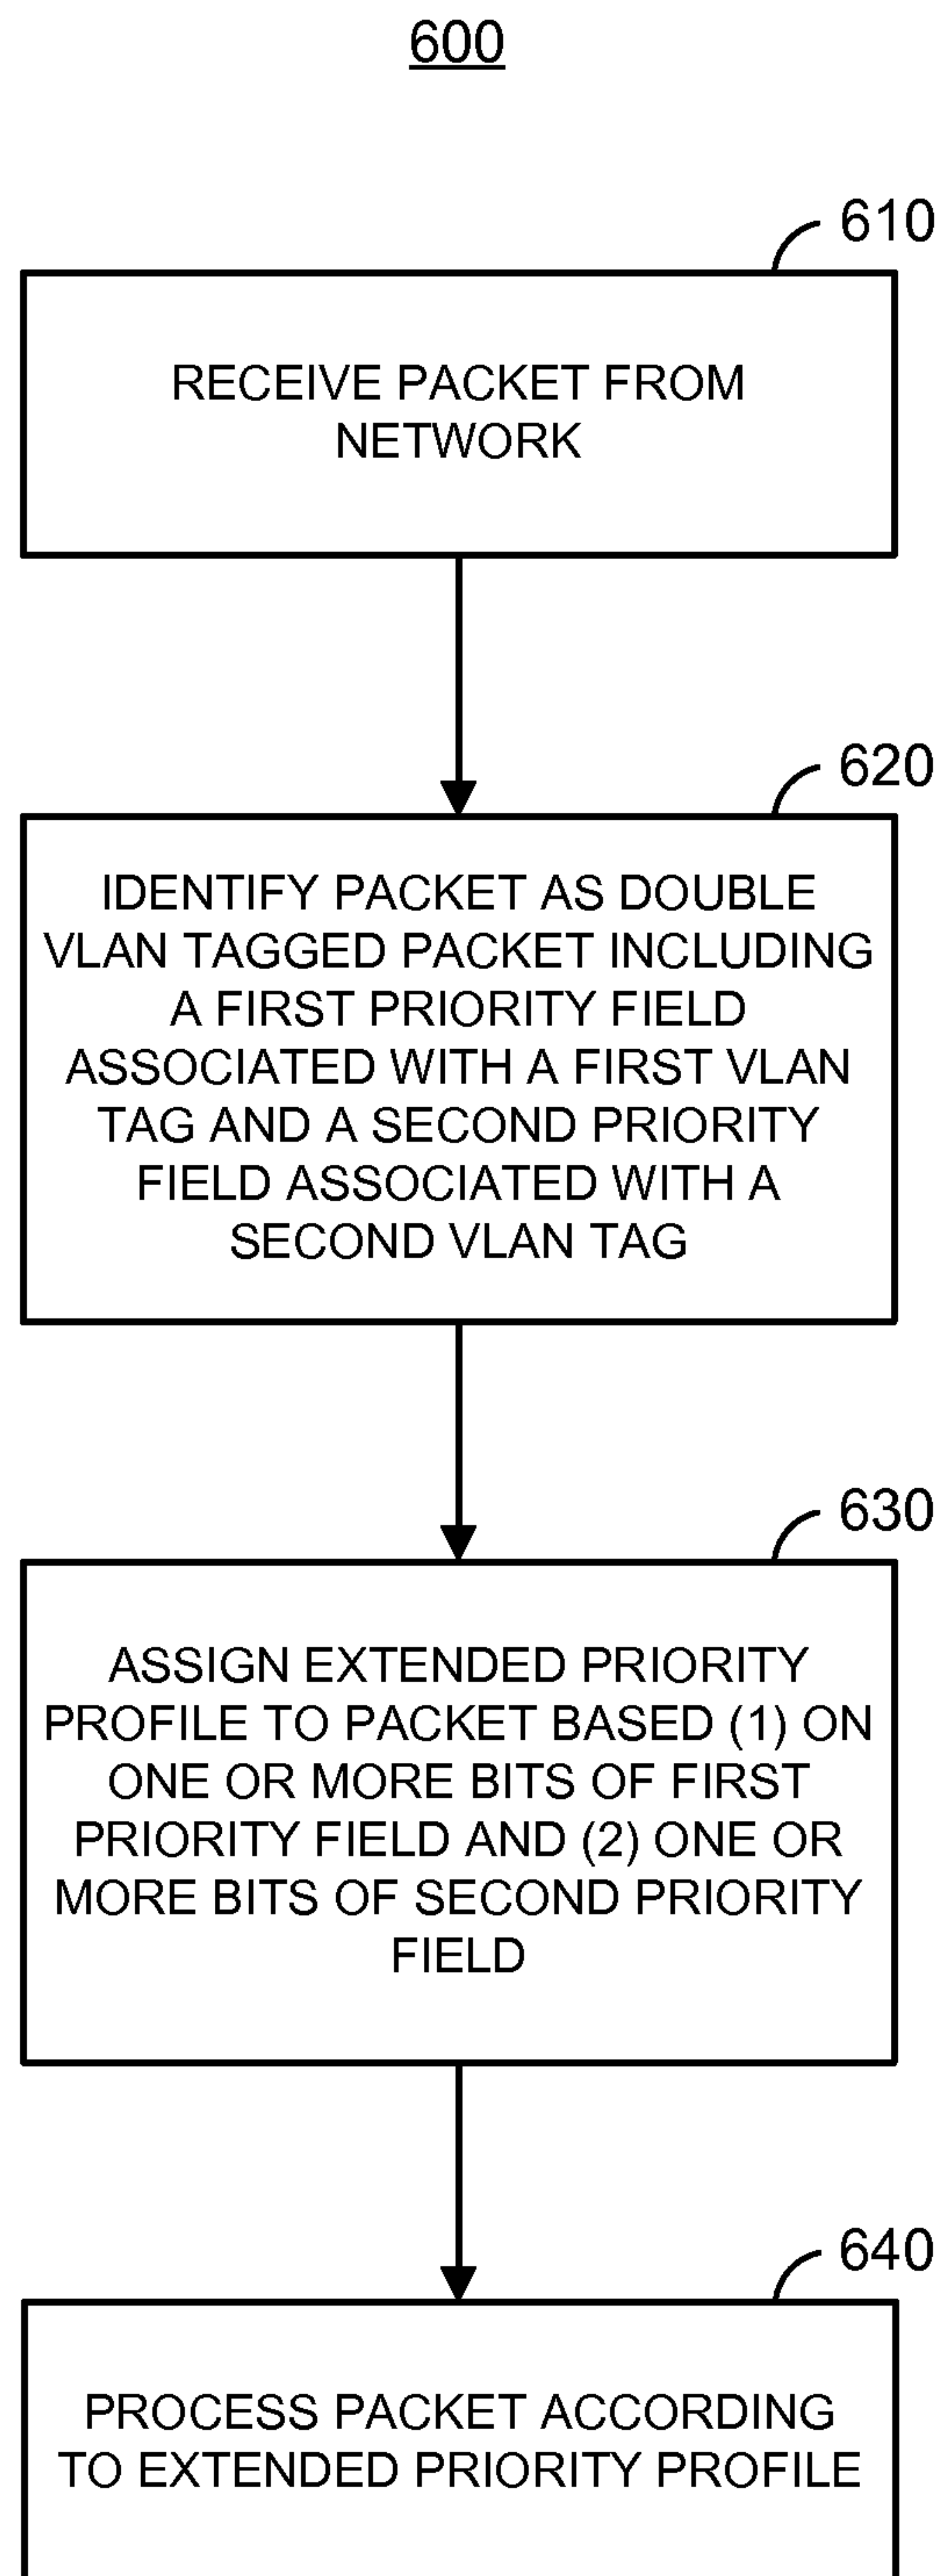 600
610
RECEIVE PACKET FROM
NETWORK
620
IDENTIFY PACKET AS DOUBLE
VLAN TAGGED PACKET INCLUDING
A FIRST PRIORITY FIELD
ASSOCIATED WITH A FIRST VLAN
TAG AND A SECOND PRIORITY
FIELD ASSOCIATED WITH A
SECOND VLAN TAG
630
ASSIGN EXTENDED PRIORITY
PROFILE TO PACKET BASED (1) ON
ONE OR MORE BITS OF FIRST
PRIORITY FIELD AND (2) ONE OR
MORE BITS OF SECOND PRIORITY
FIELD
640
PROCESS PACKET ACCORDING
TO EXTENDED PRIORITY PROFILE